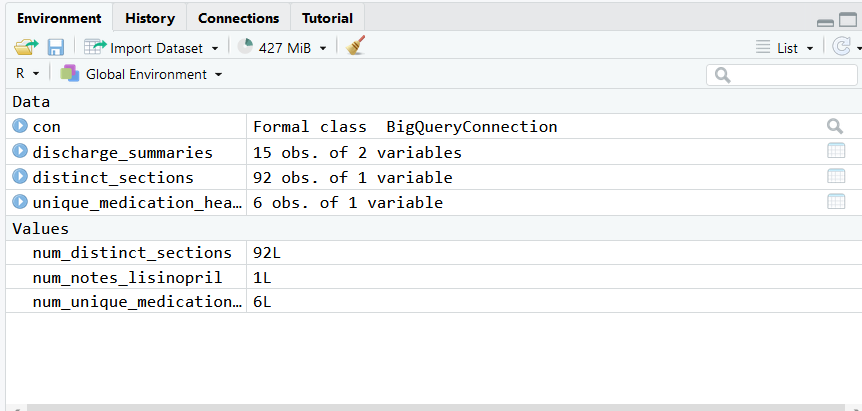 Environment History Connections Tutorial
Import Dataset 427 MiB List
R Global Environment
Data
con Formal class BigQueryConnection
discharge_summaries 15 obs. of 2 variables
distinct_sections 92 obs. of 1 variable
unique_medication_hea… 6 obs. of 1 variable
Values
num_distinct_sections 92L
num_notes_lisinopril 1L
num_unique_medication… 6L